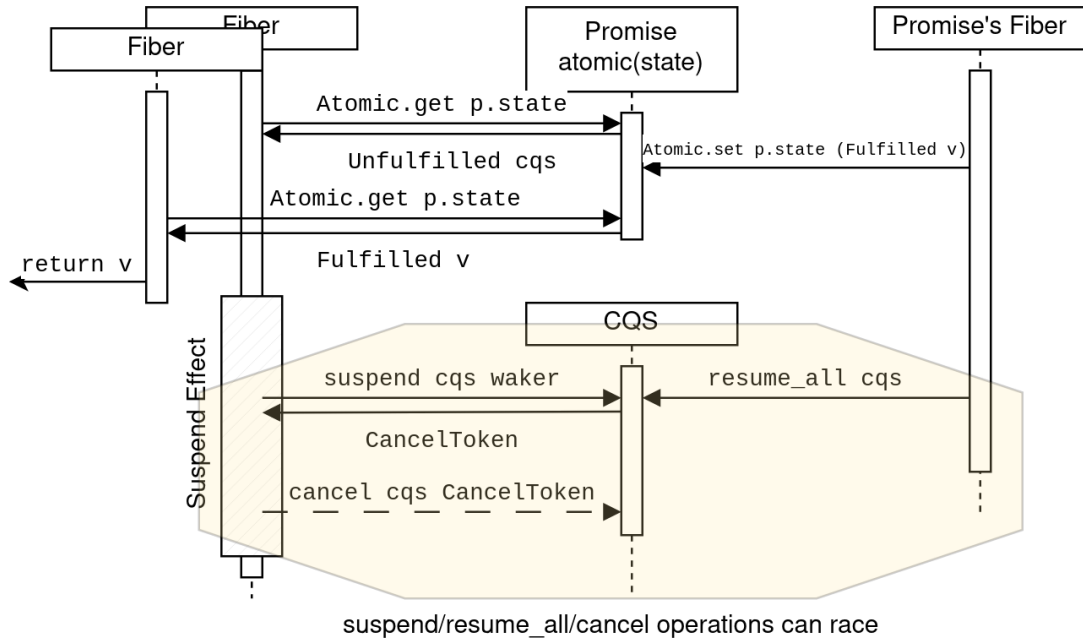 Fiber
Fiber
Promise
atomic(state)
Promise's Fiber
Atomic.get p.state
Unfulfilled cqs
Atomic.set p.state (Fulfilled v)
Atomic.get p.state
Fulfilled v
return v
CQS
Suspend Effect
suspend cqs waker
resume_all cqs
CancelToken
cancel cqs CancelToken
suspend/resume_all/cancel operations can race